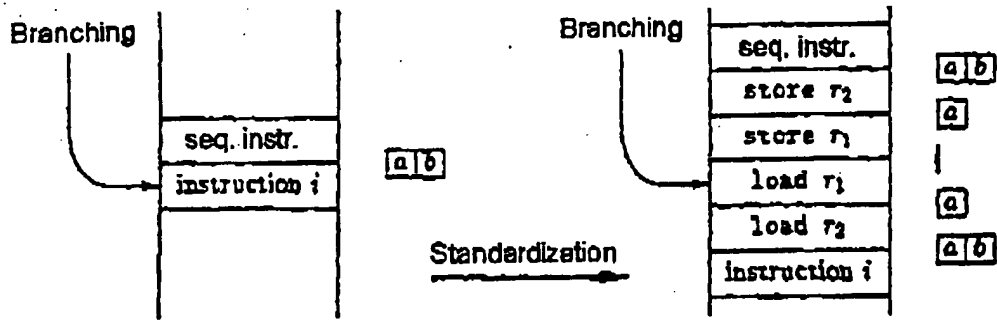 Branching
seq. instr.
instruction i
a b
Standardization
Branching
seq. instr.
store r2
store r1
load r1
load r2
instruction i
a b
a
a
a b